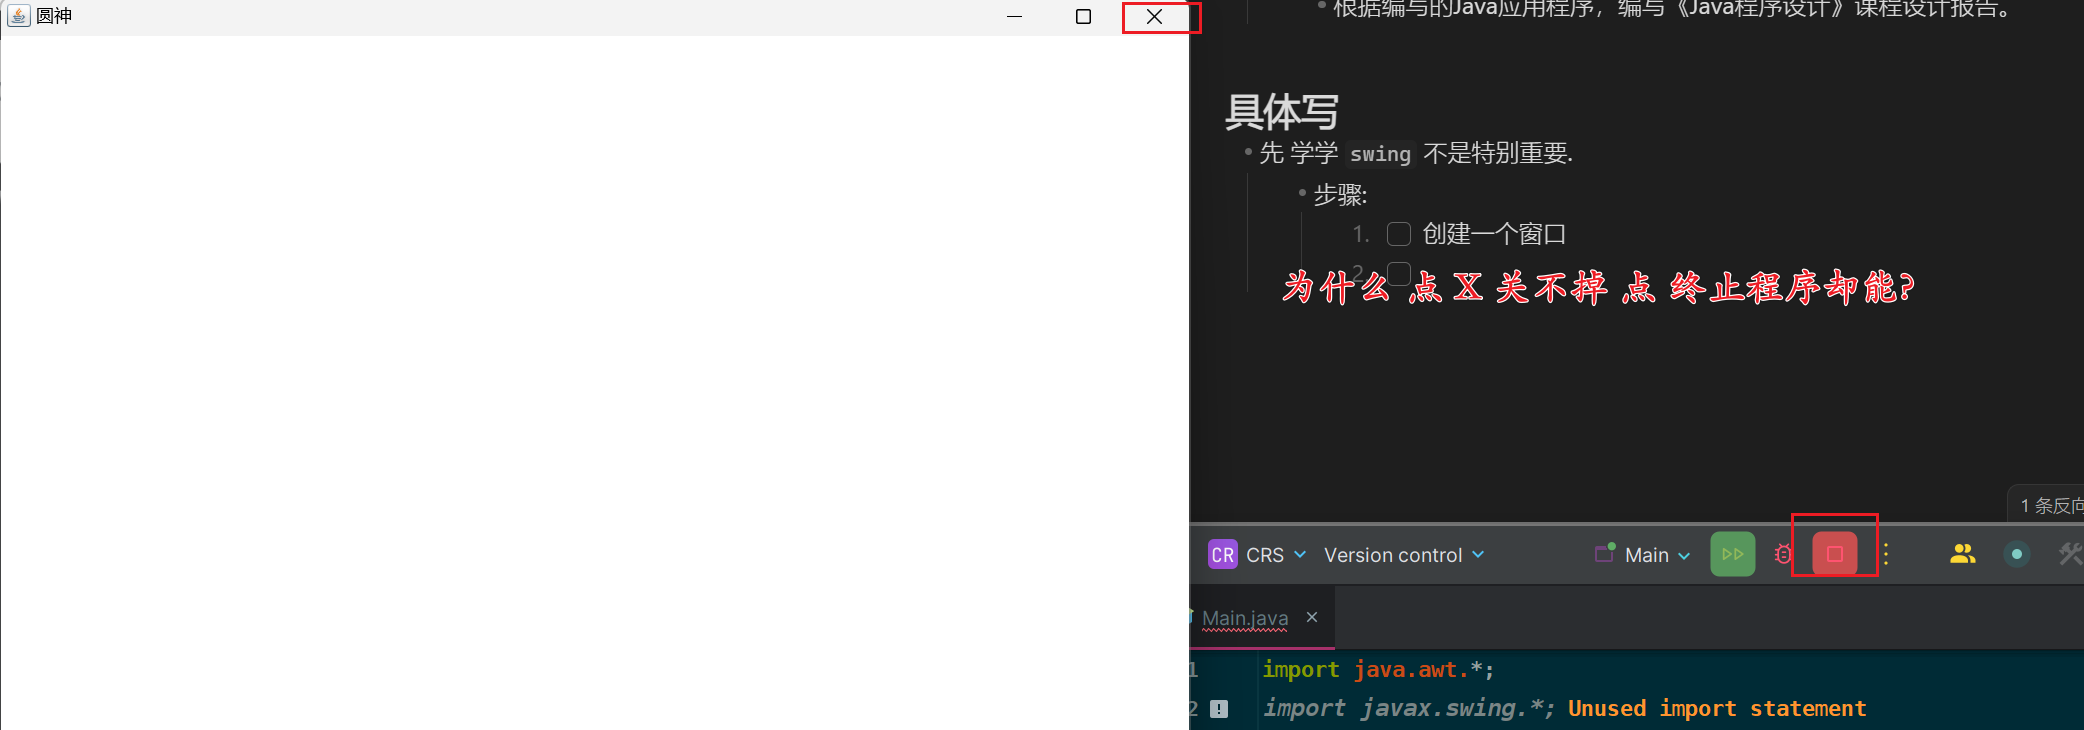 圆神
根据编写的Java应用程序，编写《Java程序设计》课程设计报告。
具体写
先 学学 swing 不是特别重要.
步骤:
1. 创建一个窗口
2.
为什么 点 X 关不掉 点 终止程序却能?
1 条反向
CR CRS Version control Main
Main.java
1 import java.awt.*;
2 import javax.swing.*; Unused import statement